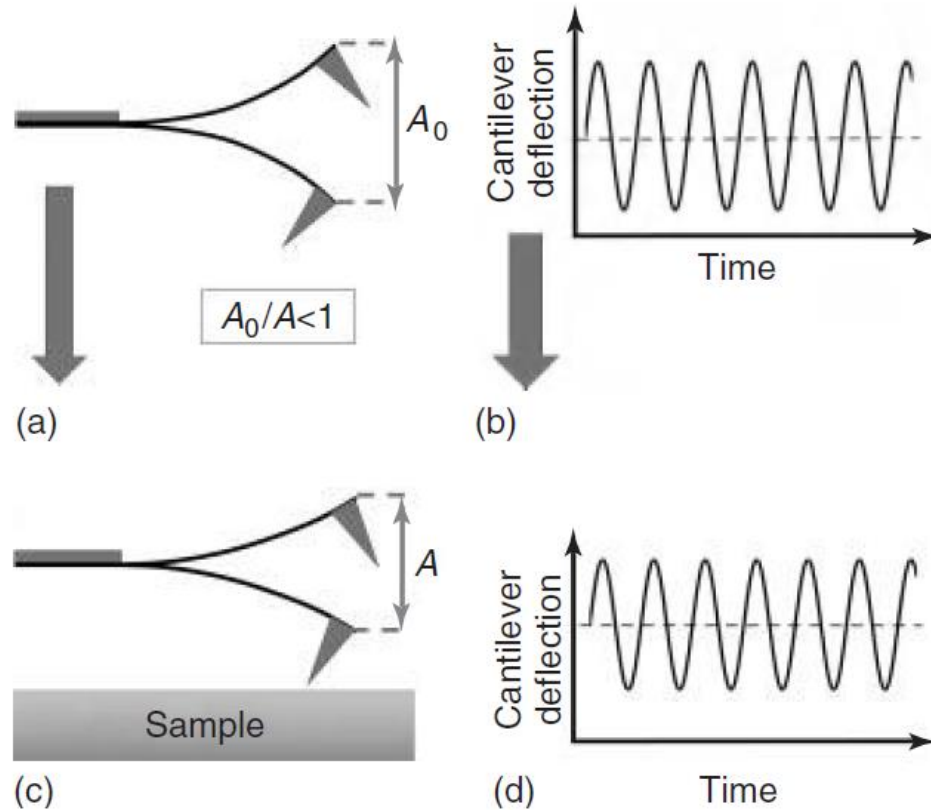 A₀
Cantilever
deflection
Time
A₀/A<1
(a)
(b)
A
Sample
Cantilever
deflection
(c)
(d)
Time